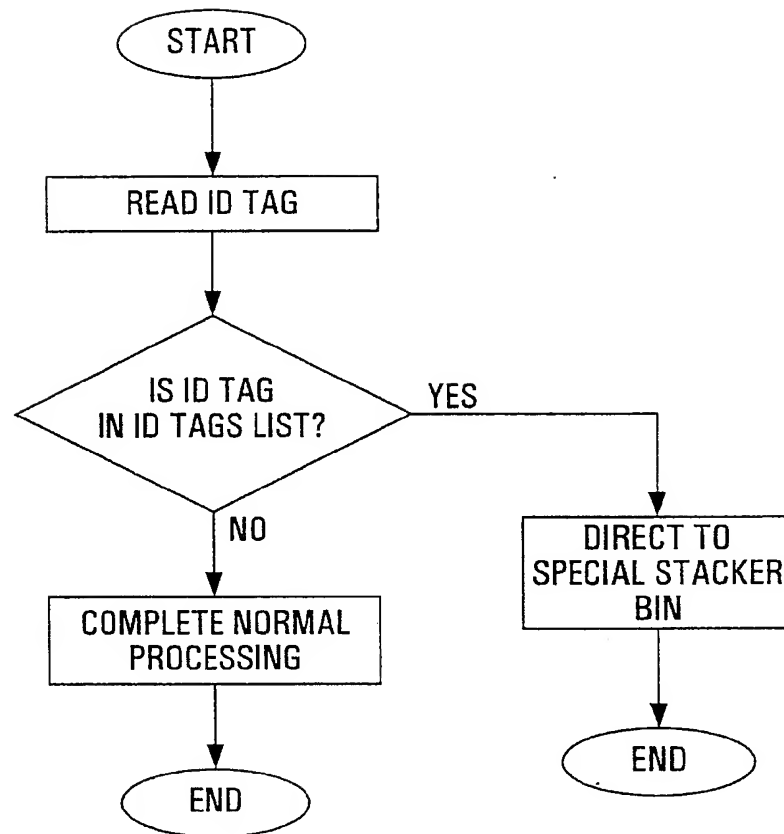 START
READ ID TAG
IS ID TAG
IN ID TAGS LIST?
YES
NO
DIRECT TO
SPECIAL STACKER
BIN
COMPLETE NORMAL
PROCESSING
END
END